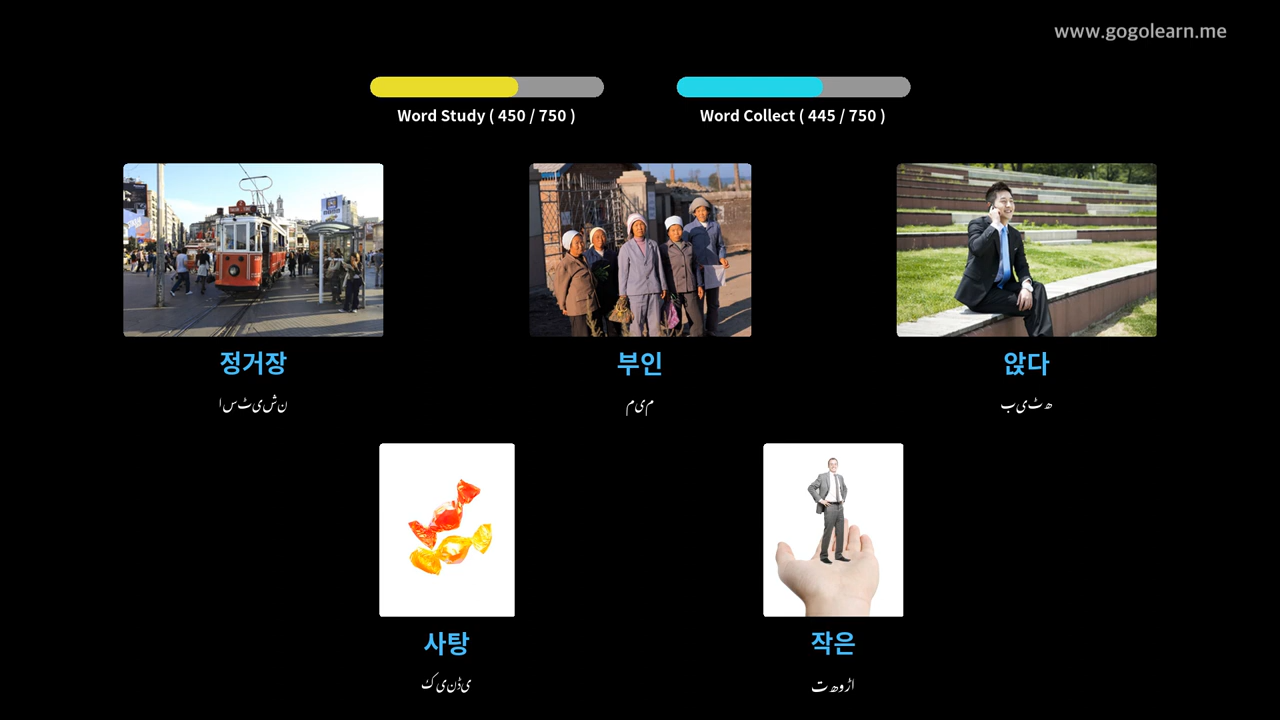 www.gogolearn.me
Word Study ( 450 / 750 )
Word Collect ( 445 / 750 )
정거장
اسٹیشن
부인
میم
앉다
بیٹھ
사탕
کینڈی
작은
تھوڑا